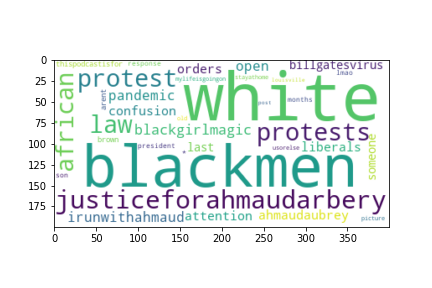 thispodcastisfor response
orders
open
billgatesvirus
0
protest
mylifeisgoingon
stayathome
louisville
lmao
25
african
arent
pandemic
white
50
confusion
post
months
75
law
blackgirlmagic
protests
brown
president
last
usorelse
liberals
someone
100
125
son
blackmen
150
justiceforahmaudarbery
175
irunwithahmaud
attention
ahmaudaubrey
picture
0 50 100 150 200 250 300 350